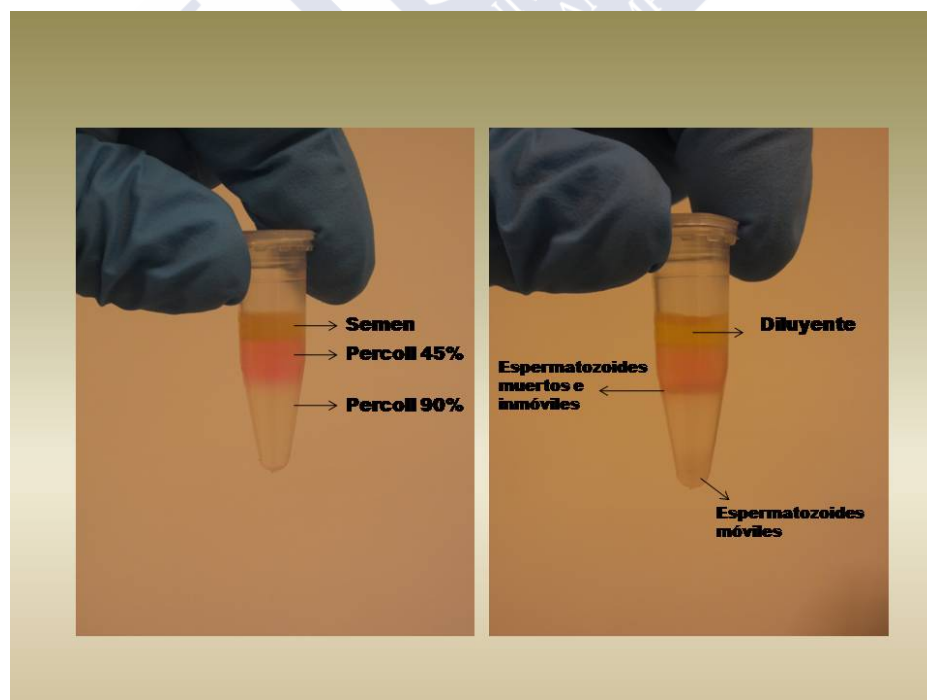 Semen
Percoll 45%
Percoll 90%
Diluyente
Espermatozoides
muertos e
inmóviles
Espermatozoides
móviles